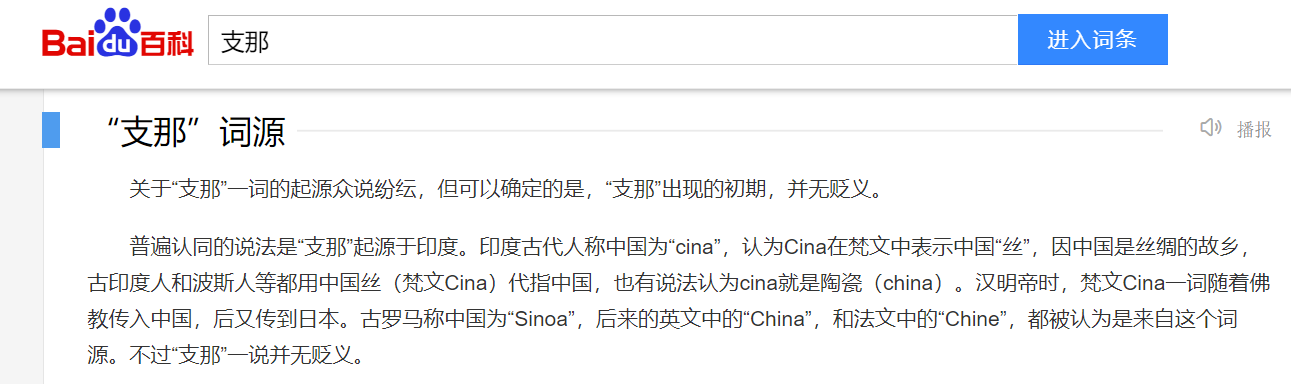 Baidu百科
支那
进入词条
“支那”词源
播报
关于“支那”一词的起源众说纷纭，但可以确定的是，“支那”出现的初期，并无贬义。
普遍认同的说法是“支那”起源于印度。印度古代人称中国为“cina”，认为Cina在梵文中表示中国“丝”，因中国是丝绸的故乡，
古印度人和波斯人等都用中国丝（梵文Cina）代指中国，也有说法认为cina就是陶瓷（china）。汉明帝时，梵文Cina一词随着佛
教传入中国，后又传到日本。古罗马称中国为“Sinoa”，后来的英文中的“China”，和法文中的“Chine”，都被认为是来自这个词
源。不过“支那”一说并无贬义。